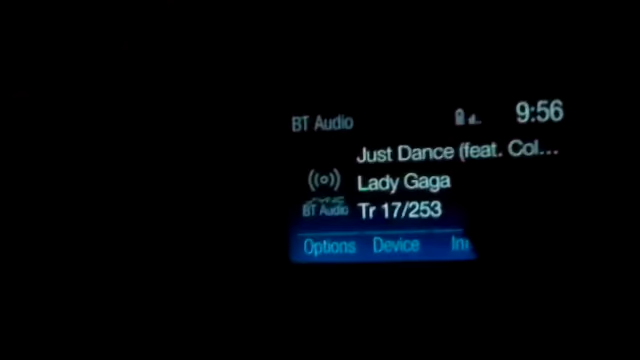 BT Audio 9:56
Just Dance (feat. Col...
Lady Gaga
BT Audio Tr 17/253
Options Device